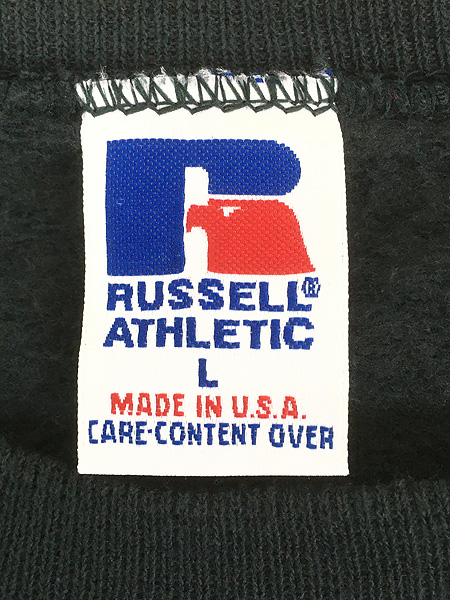 RUSSELL®
ATHLETIC
L
MADE IN U.S.A.
CARE-CONTENT OVER